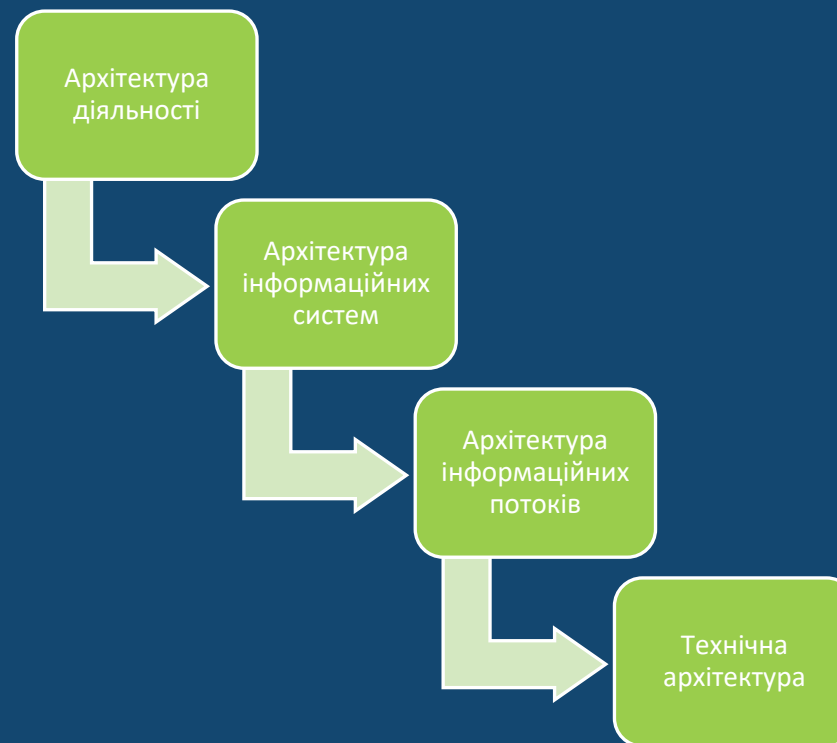 Архітектура
діяльності
Архітектура
інформаційних
систем
Архітектура
інформаційних
потоків
Технічна
архітектура